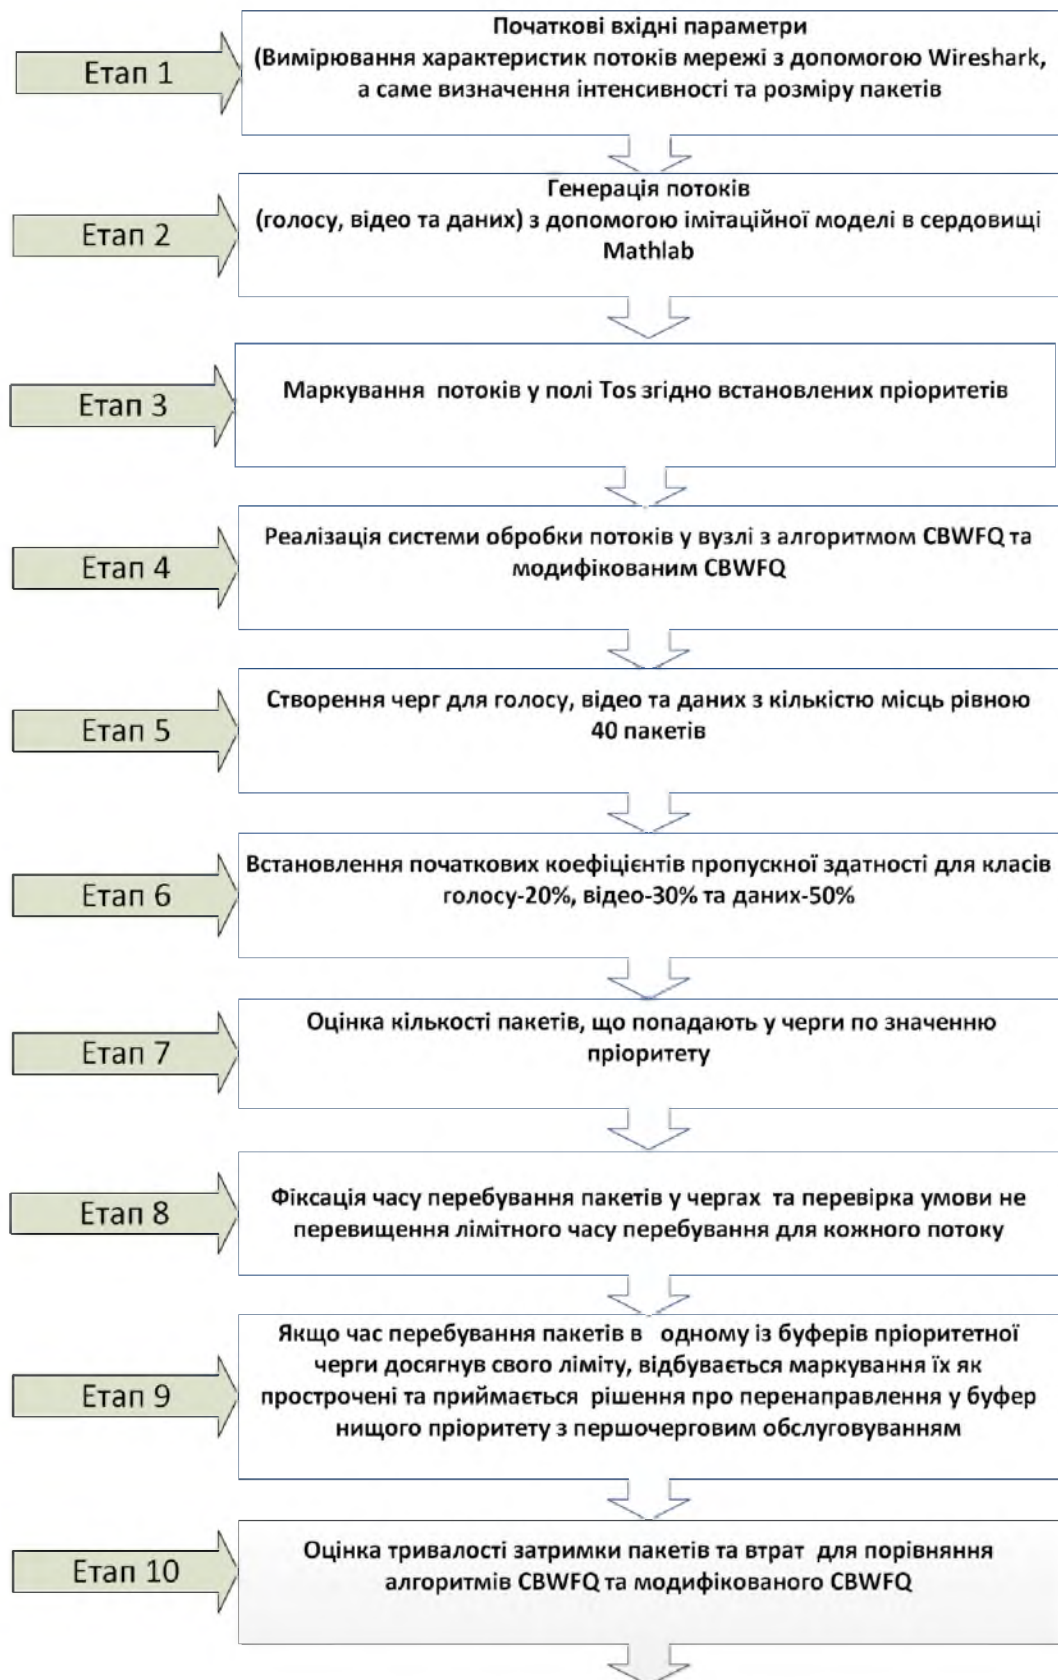 Етап 1
Початкові вхідні параметри
(Вимірювання характеристик потоків мережі з допомогою Wireshark,
а саме визначення інтенсивності та розміру пакетів
Етап 2
Генерація потоків
(голосу, відео та даних) з допомогою імітаційної моделі в сердовищі
Mathlab
Етап 3
Маркування потоків у полі Tos згідно встановлених пріоритетів
Етап 4
Реалізація системи обробки потоків у вузлі з алгоритмом CBWFQ та
модифікованим CBWFQ
Етап 5
Створення черг для голосу, відео та даних з кількістю місць рівною
40 пакетів
Етап 6
Встановлення початкових коефіцієнтів пропускної здатності для класів
голосу-20%, відео-30% та даних-50%
Етап 7
Оцінка кількості пакетів, що попадають у черги по значенню
пріоритету
Етап 8
Фіксація часу перебування пакетів у чергах та перевірка умови не
перевищення лімітного часу перебування для кожного потоку
Етап 9
Якщо час перебування пакетів в одному із буферів пріоритетної
черги досягнув свого ліміту, відбувається маркування їх як
прострочені та приймається рішення про перенаправлення у буфер
нищого пріоритету з першочерговим обслуговуванням
Етап 10
Оцінка тривалості затримки пакетів та втрат для порівняння
алгоритмів CBWFQ та модифікованого CBWFQ